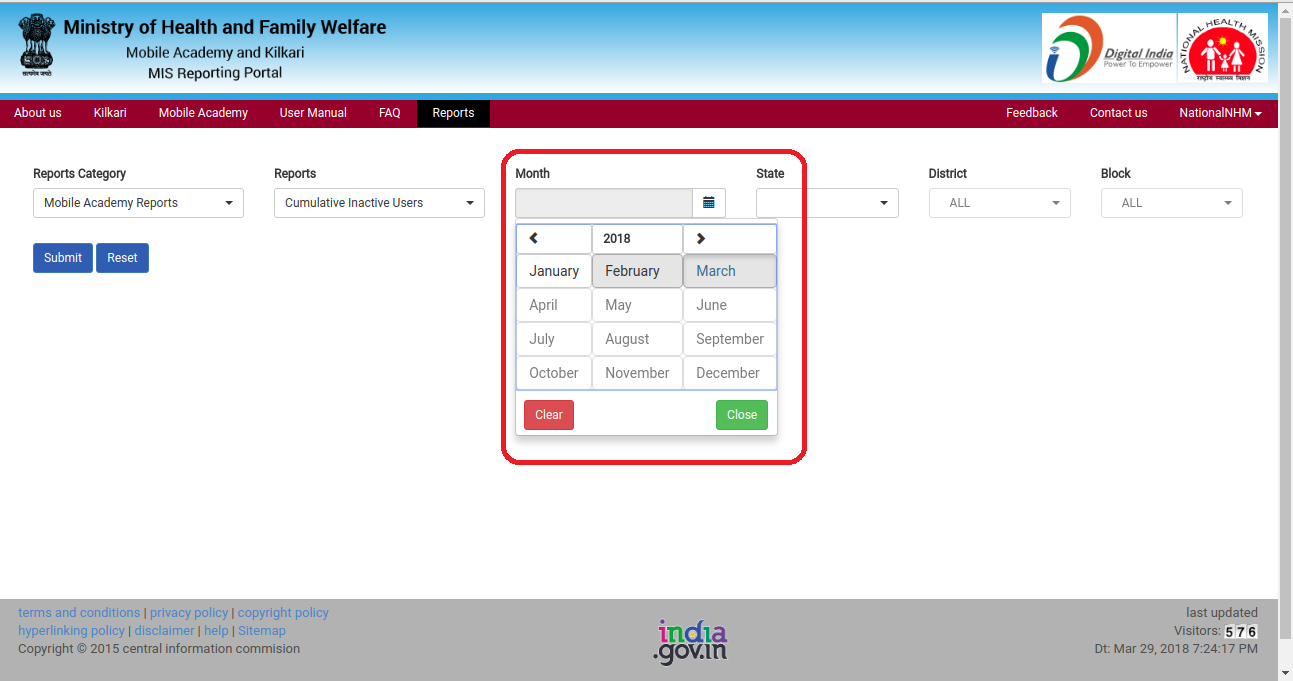 Ministry of Health and Family Welfare
Mobile Academy and Kilkari
MIS Reporting Portal
सत्यमेव जयते
Digital India
Power To Empower
NATIONAL HEALTH MISSION
राष्ट्रीय स्वास्थ्य मिशन
About us Kilkari Mobile Academy User Manual FAQ Reports Feedback Contact us NationalNHM
Reports Category Reports Month State District Block
Mobile Academy Reports Cumulative Inactive Users ALL ALL
Submit Reset
2018
January February March
April May June
July August September
October November December
Clear Close
terms and conditions | privacy policy | copyright policy
hyperlinking policy | disclaimer | help | Sitemap
Copyright © 2015 central information commision
india
.gov.in
last updated
Visitors: 576
Dt: Mar 29, 2018 7:24:17 PM